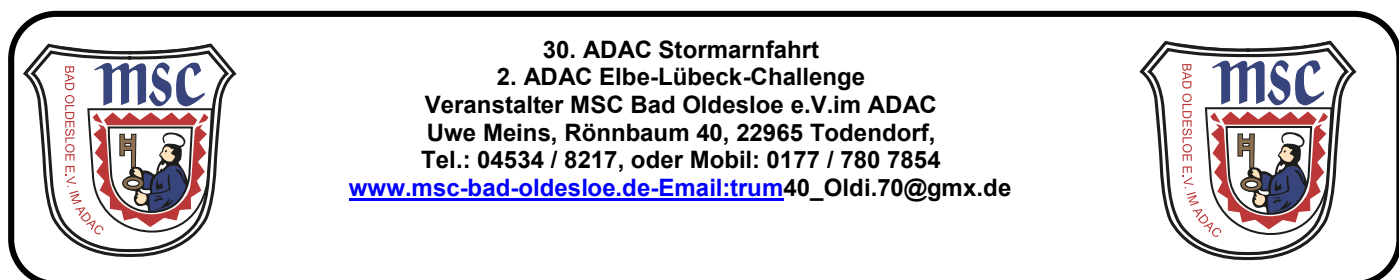 msc
BAD OLDESLOE E.V. IM ADAC
30. ADAC Stormarnfahrt
2. ADAC Elbe-Lübeck-Challenge
Veranstalter MSC Bad Oldesloe e.V.im ADAC
Uwe Meins, Rönnbaum 40, 22965 Todendorf,
Tel.: 04534 / 8217, oder Mobil: 0177 / 780 7854
www.msc-bad-oldesloe.de-Email:trum40_Oldi.70@gmx.de
msc
BAD OLDESLOE E.V. IM ADAC